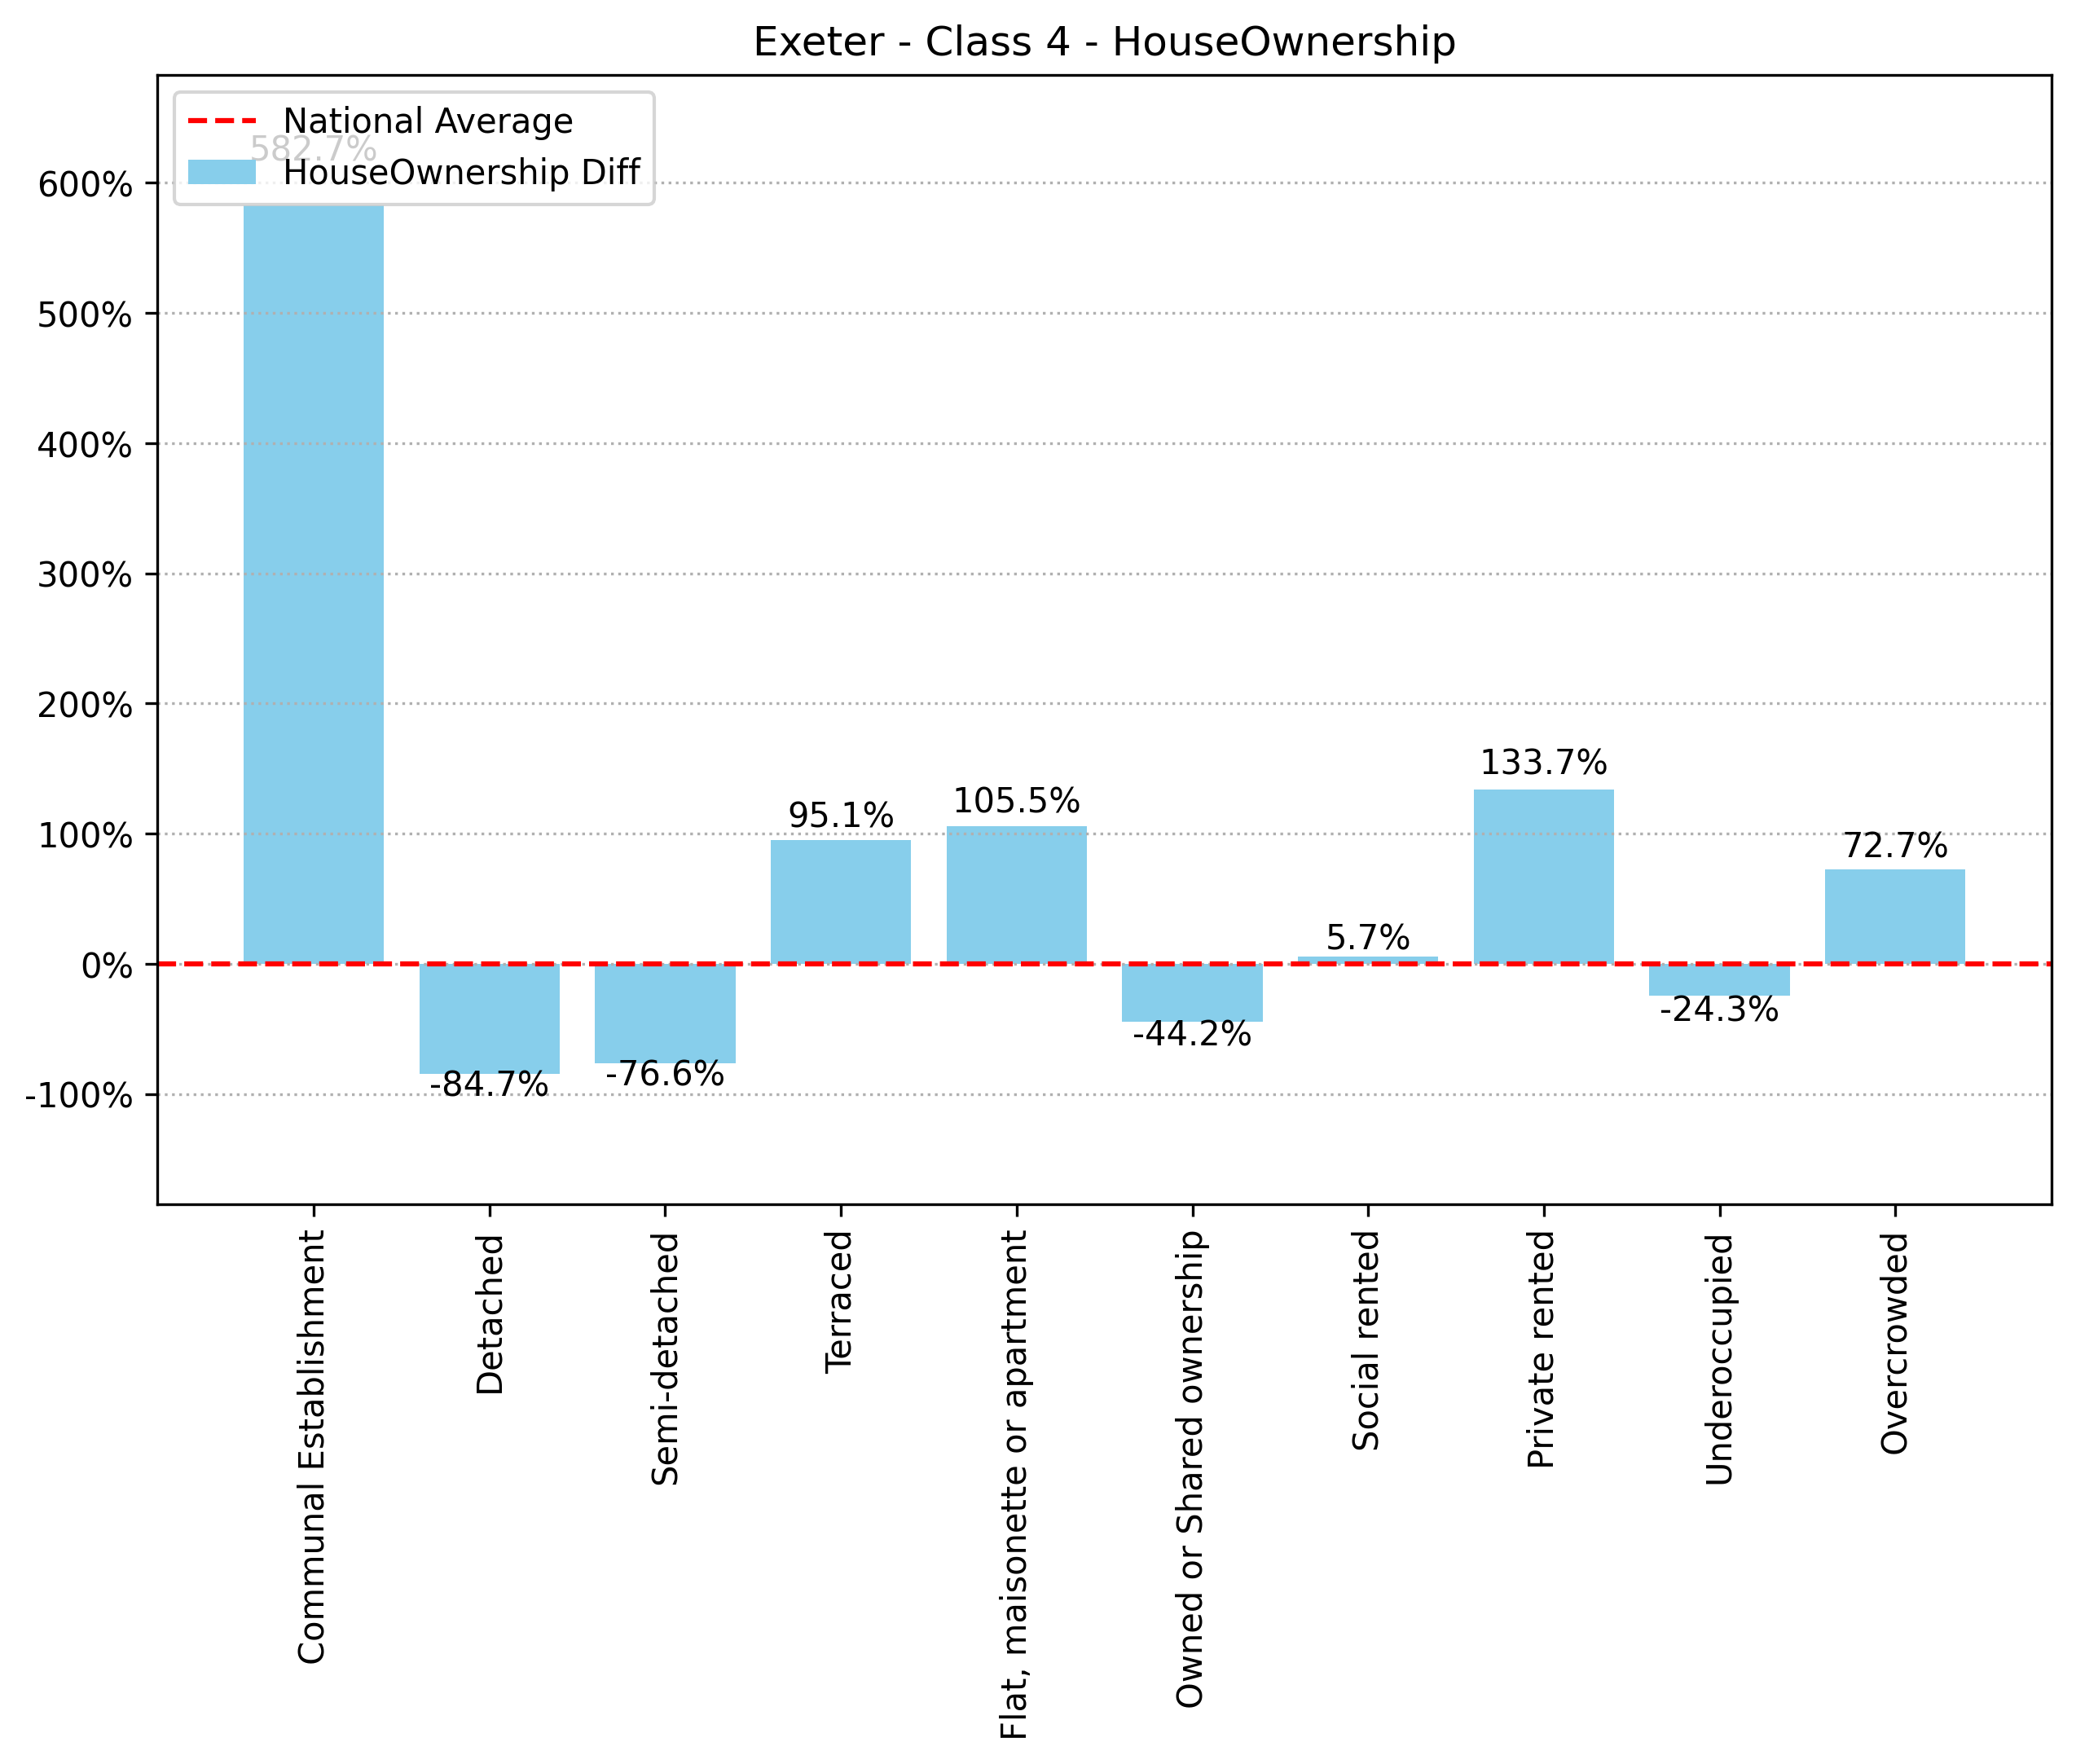 Exeter - Class 4 - HouseOwnership
National Average
582.7%
HouseOwnership Diff
600%
500%
400%
300%
200%
100%
0%
-100%
-84.7%
-76.6%
95.1%
105.5%
-44.2%
5.7%
133.7%
-24.3%
72.7%
Communal Establishment
Detached
Semi-detached
Terraced
Flat, maisonette or apartment
Owned or Shared ownership
Social rented
Private rented
Underoccupied
Overcrowded